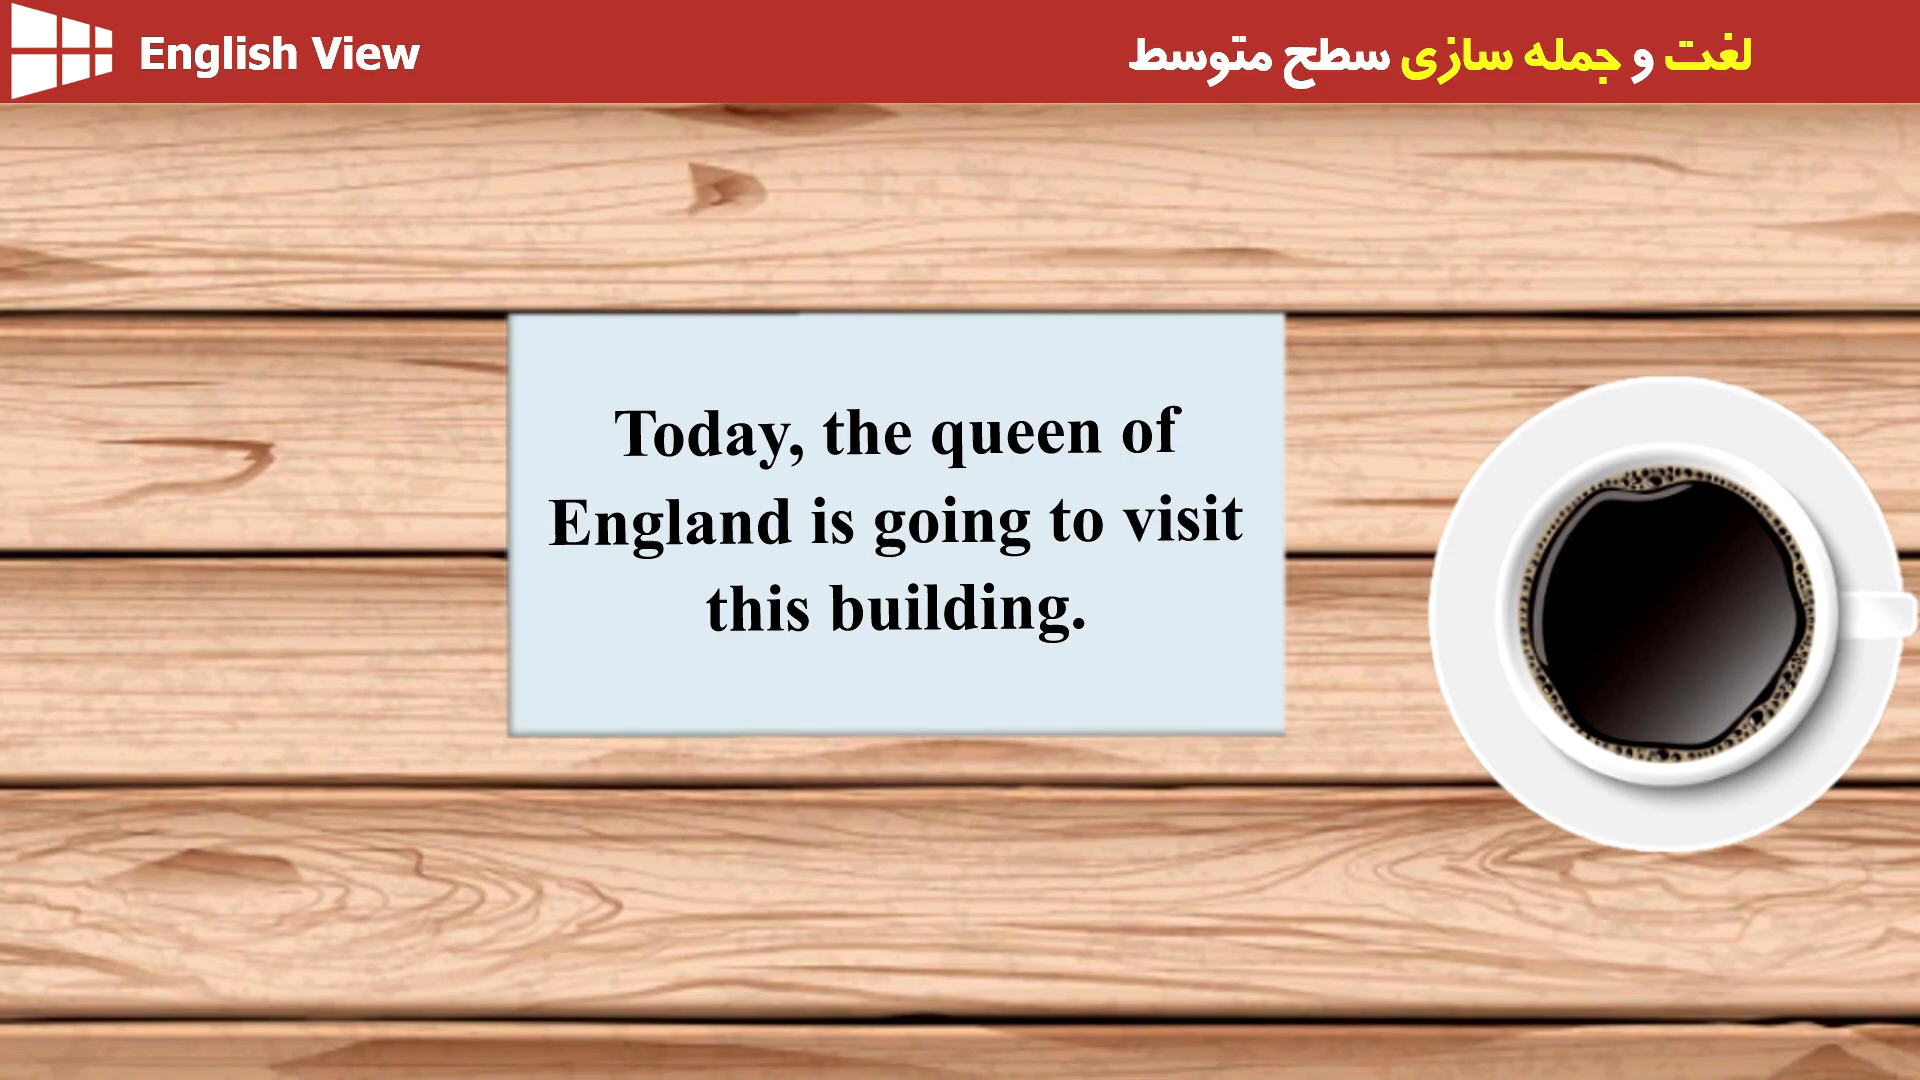 English View
لغت و جمله سازی سطح متوسط
Today, the queen of
England is going to visit
this building.